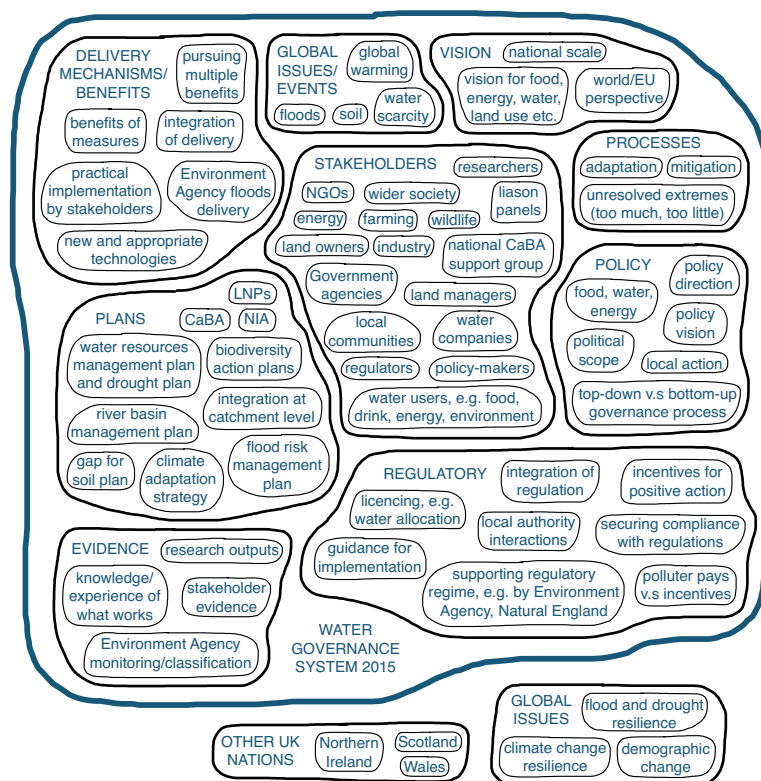 DELIVERY
MECHANISMS/
BENEFITS
pursuing
multiple
benefits
benefits of
measures
integration
of delivery
practical
implementation
by stakeholders
Environment
Agency floods
delivery
new and appropriate
technologies
GLOBAL
ISSUES/
EVENTS
global
warming
floods
soil
water
scarcity
VISION
national scale
vision for food,
energy, water,
land use etc.
world/EU
perspective
PROCESSES
adaptation
mitigation
unresolved extremes
(too much, too little)
STAKEHOLDERS
researchers
NGOs
wider society
liason
panels
energy
farming
wildlife
land owners
industry
national CaBA
support group
Government
agencies
land managers
local
communities
water
companies
regulators
policy-makers
water users, e.g. food,
drink, energy, environment
POLICY
policy
direction
food, water,
energy
policy
vision
political
scope
local action
top-down v.s bottom-up
governance process
PLANS
LNPs
CaBA
NIA
water resources
management plan
and drought plan
biodiversity
action plans
river basin
management plan
integration at
catchment level
gap for
soil plan
climate
adaptation
strategy
flood risk
management
plan
REGULATORY
integration of
regulation
incentives for
positive action
licencing, e.g.
water allocation
local authority
interactions
securing compliance
with regulations
guidance for
implementation
supporting regulatory
regime, e.g. by Environment
Agency, Natural England
polluter pays
v.s incentives
EVIDENCE
research outputs
knowledge/
experience of
what works
stakeholder
evidence
Environment Agency
monitoring/classification
WATER
GOVERNANCE
SYSTEM 2015
OTHER UK
NATIONS
Northern
Ireland
Scotland
Wales
GLOBAL
ISSUES
flood and drought
resilience
climate change
resilience
demographic
change